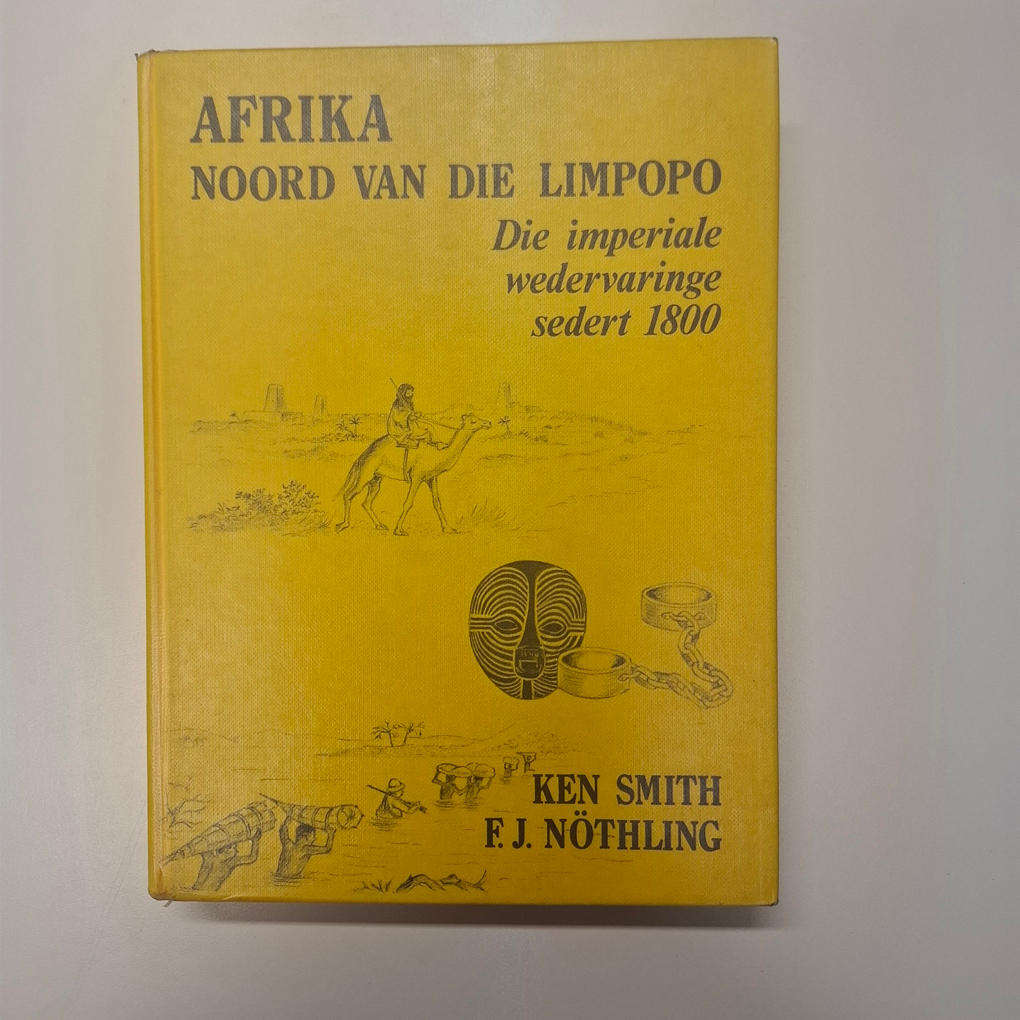 AFRIKA
NOORD VAN DIE LIMPOPO
Die imperiale
wedervaringe
sedert 1800
KEN SMITH
F. J. NÖTHLING